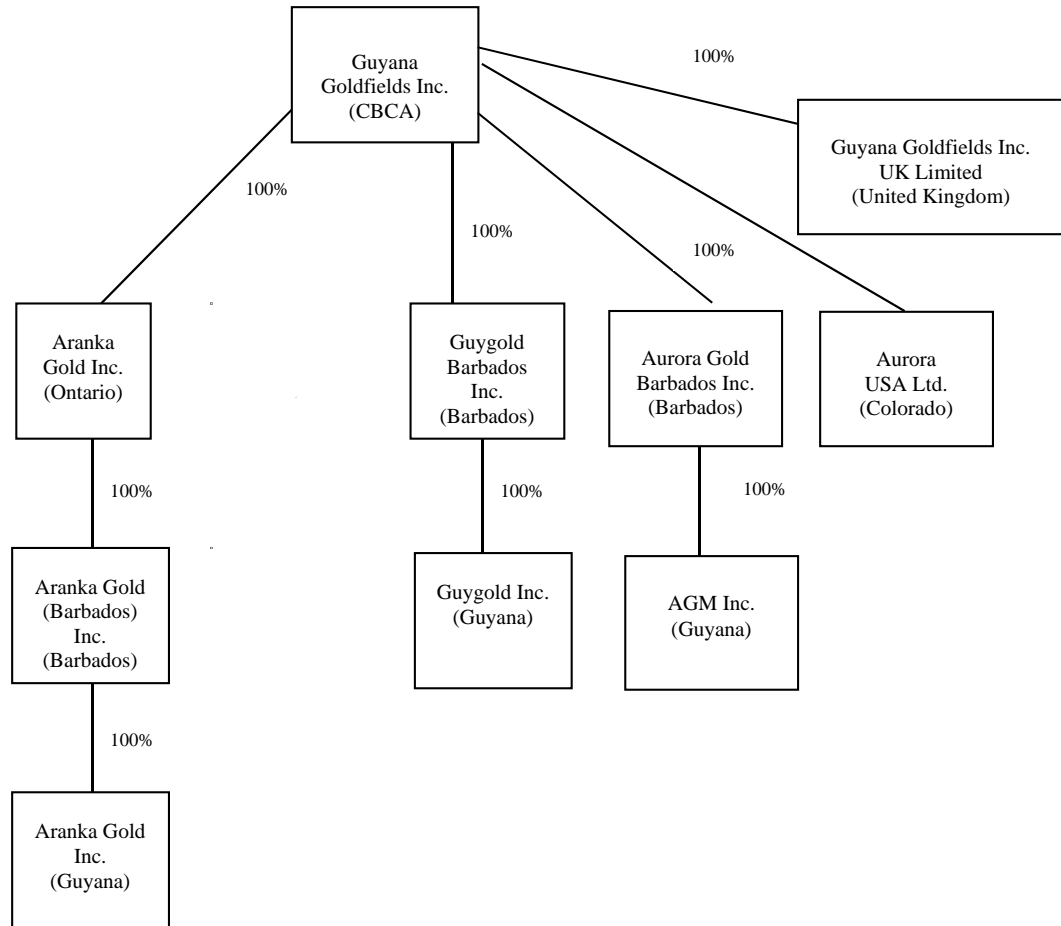 Guyana
Goldfields Inc.
(CBCA)
100%
Guyana Goldfields Inc.
UK Limited
(United Kingdom)
100%
100%
100%
Aranka
Gold Inc.
(Ontario)
Guygold
Barbados
Inc.
(Barbados)
Aurora Gold
Barbados Inc.
(Barbados)
Aurora
USA Ltd.
(Colorado)
100%
100%
100%
Aranka Gold
(Barbados)
Inc.
(Barbados)
Guygold Inc.
(Guyana)
AGM Inc.
(Guyana)
100%
Aranka Gold
Inc.
(Guyana)